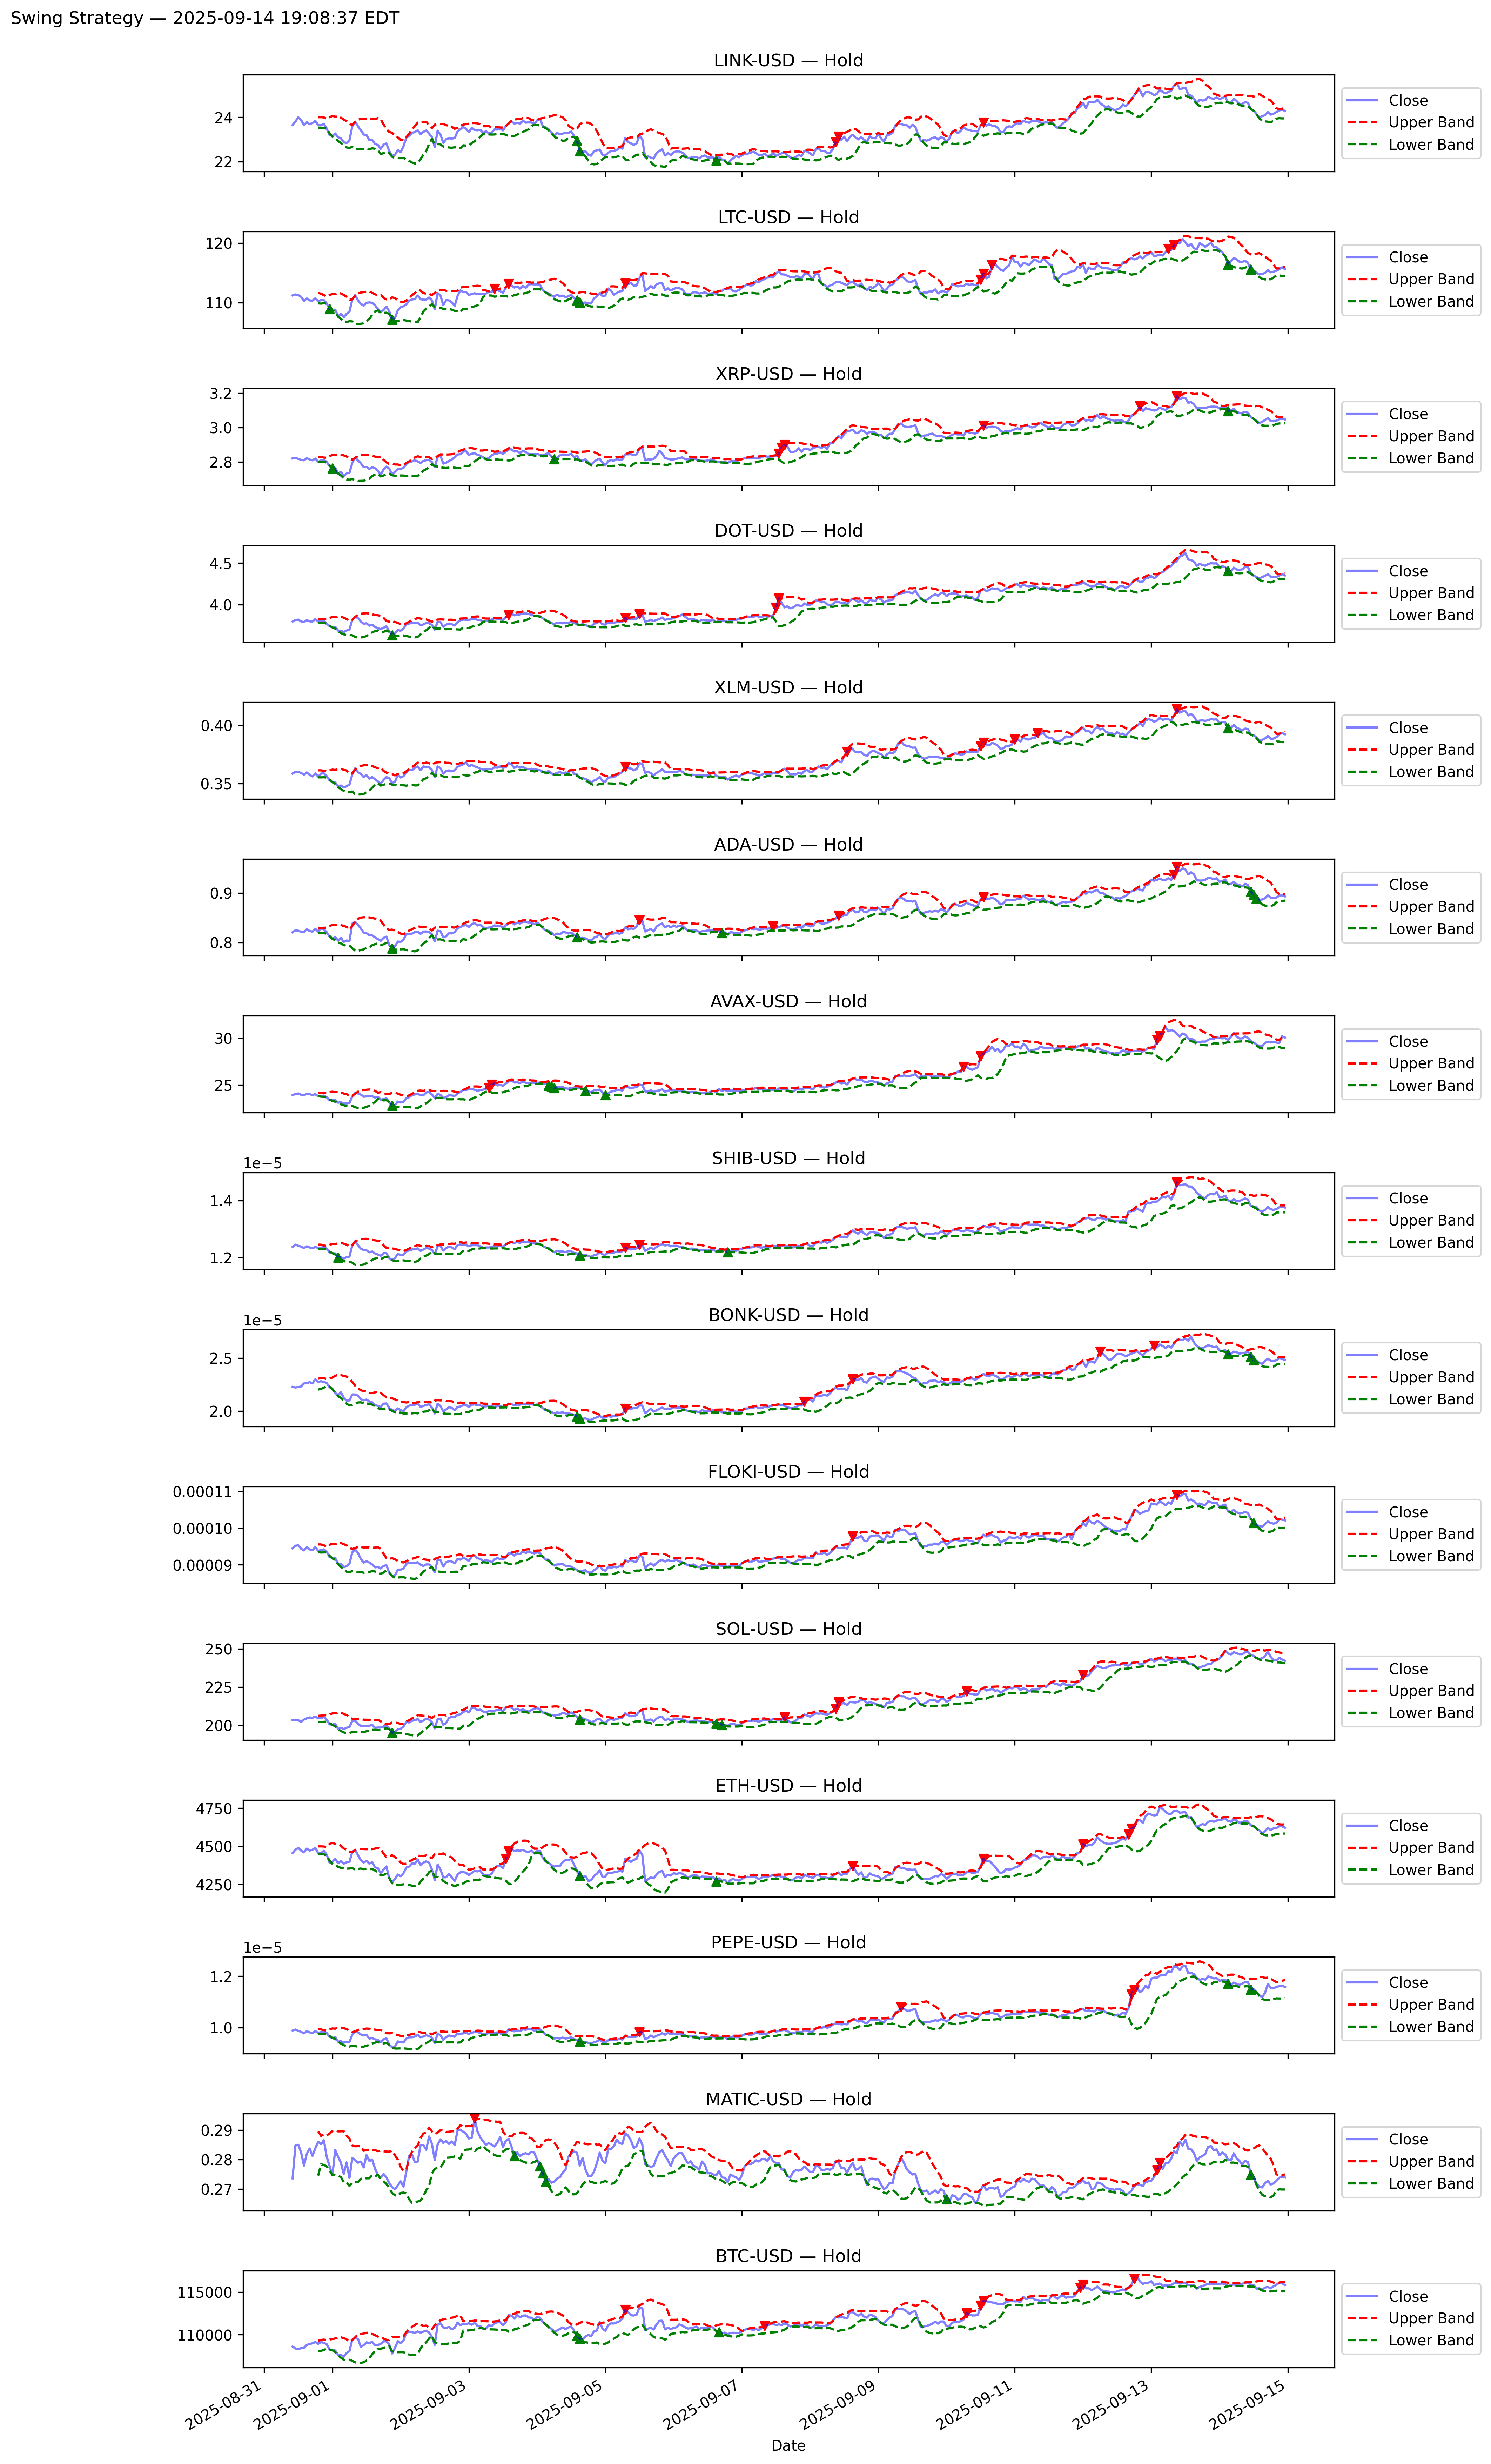 Swing Strategy — 2025-09-14 19:08:37 EDT
LINK-USD — Hold
24
22
Close
Upper Band
Lower Band
LTC-USD — Hold
120
110
Close
Upper Band
Lower Band
XRP-USD — Hold
3.2
3.0
2.8
Close
Upper Band
Lower Band
DOT-USD — Hold
4.5
4.0
Close
Upper Band
Lower Band
XLM-USD — Hold
0.40
0.35
Close
Upper Band
Lower Band
ADA-USD — Hold
0.9
0.8
Close
Upper Band
Lower Band
AVAX-USD — Hold
30
25
Close
Upper Band
Lower Band
SHIB-USD — Hold
1e−5
1.4
1.2
Close
Upper Band
Lower Band
BONK-USD — Hold
1e−5
2.5
2.0
Close
Upper Band
Lower Band
FLOKI-USD — Hold
0.00011
0.00010
0.00009
Close
Upper Band
Lower Band
SOL-USD — Hold
250
225
200
Close
Upper Band
Lower Band
ETH-USD — Hold
4750
4500
4250
Close
Upper Band
Lower Band
PEPE-USD — Hold
1e−5
1.2
1.0
Close
Upper Band
Lower Band
MATIC-USD — Hold
0.29
0.28
0.27
Close
Upper Band
Lower Band
BTC-USD — Hold
115000
110000
Close
Upper Band
Lower Band
2025-08-31
2025-09-01
2025-09-03
2025-09-05
2025-09-07
2025-09-09
2025-09-11
2025-09-13
2025-09-15
Date